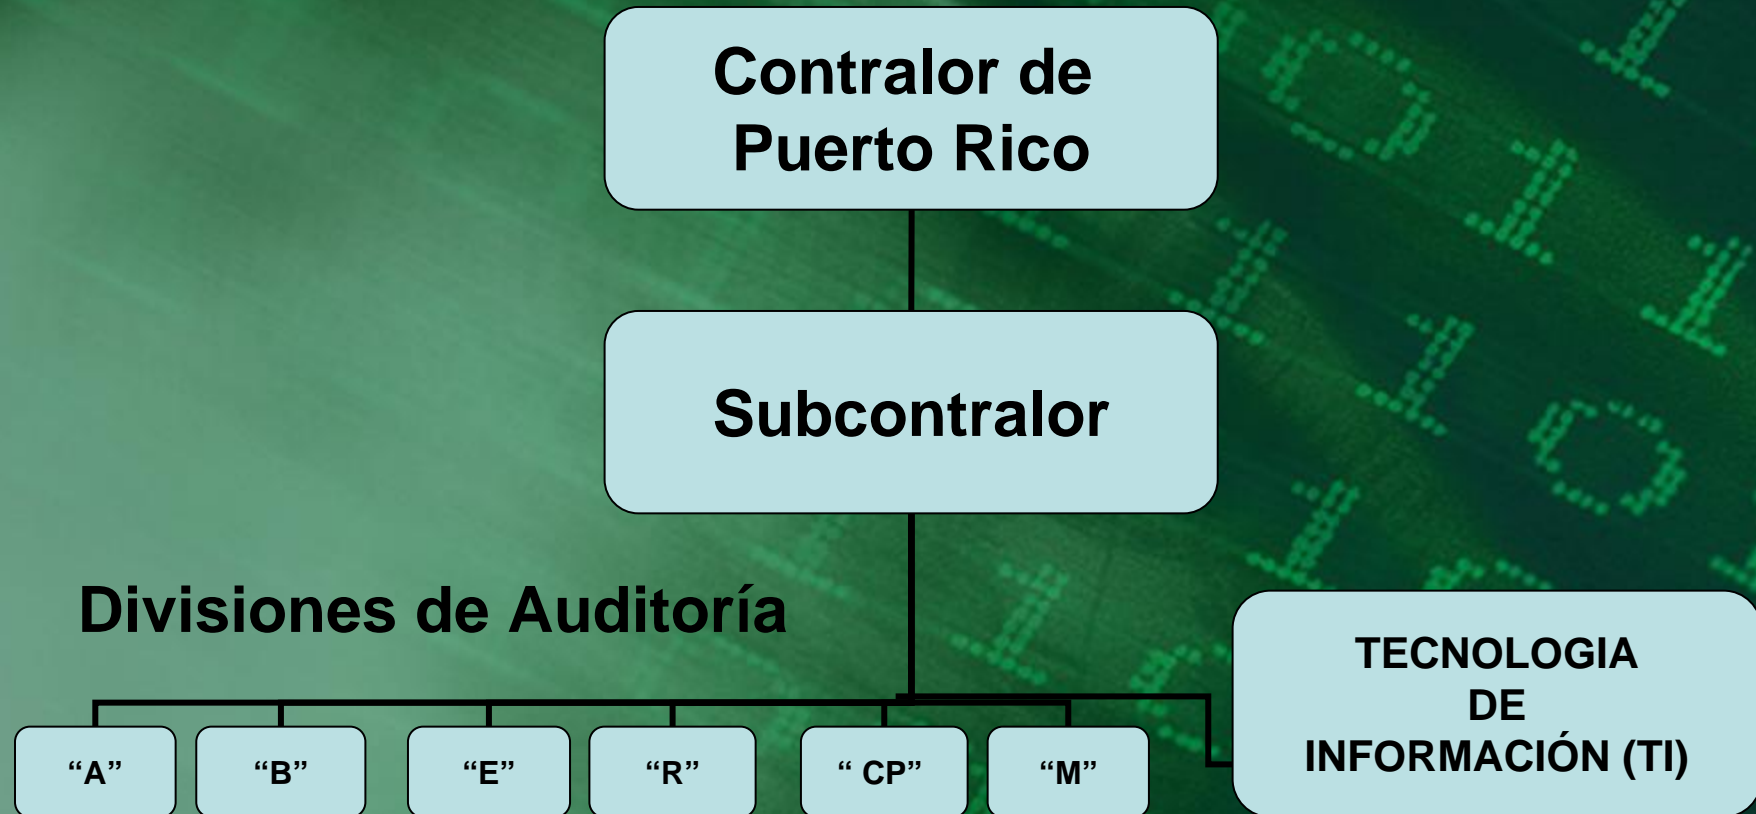 Contralor de
Puerto Rico
Subcontralor
Divisiones de Auditoría
TECNOLOGIA
DE
INFORMACIÓN (TI)
“A”
“B”
“E”
“R”
“ CP”
“M”